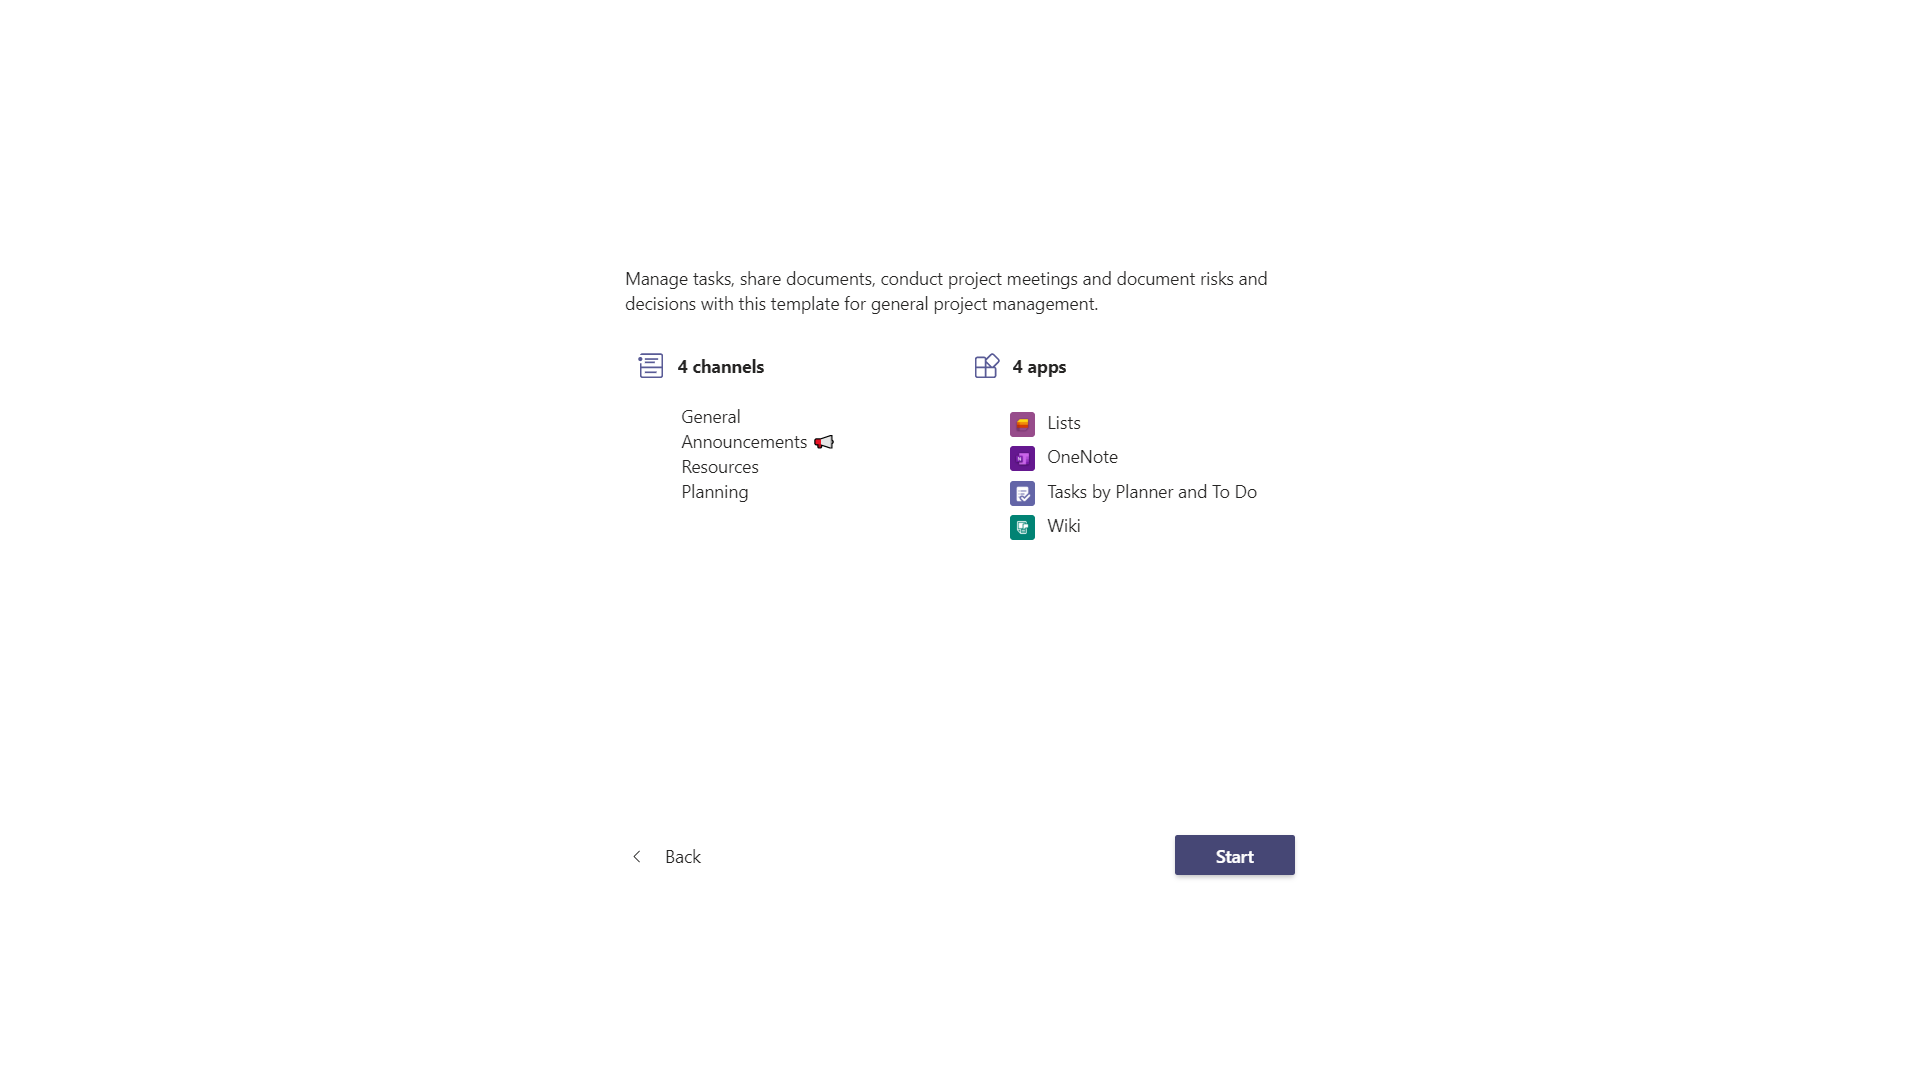 Manage tasks, share documents, conduct project meetings and document risks and
decisions with this template for general project management.
4 channels
General
Announcements 📢
Resources
Planning
4 apps
Lists
OneNote
Tasks by Planner and To Do
Wiki
Back
Start